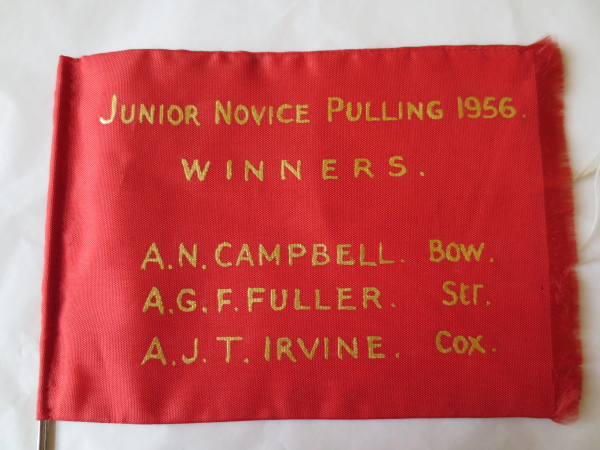 JUNIOR NOVICE PULLING 1956.
WINNERS.
A.N. CAMPBELL. Bow.
A.G.F. FULLER. Str.
A.J.T. IRVINE. Cox.